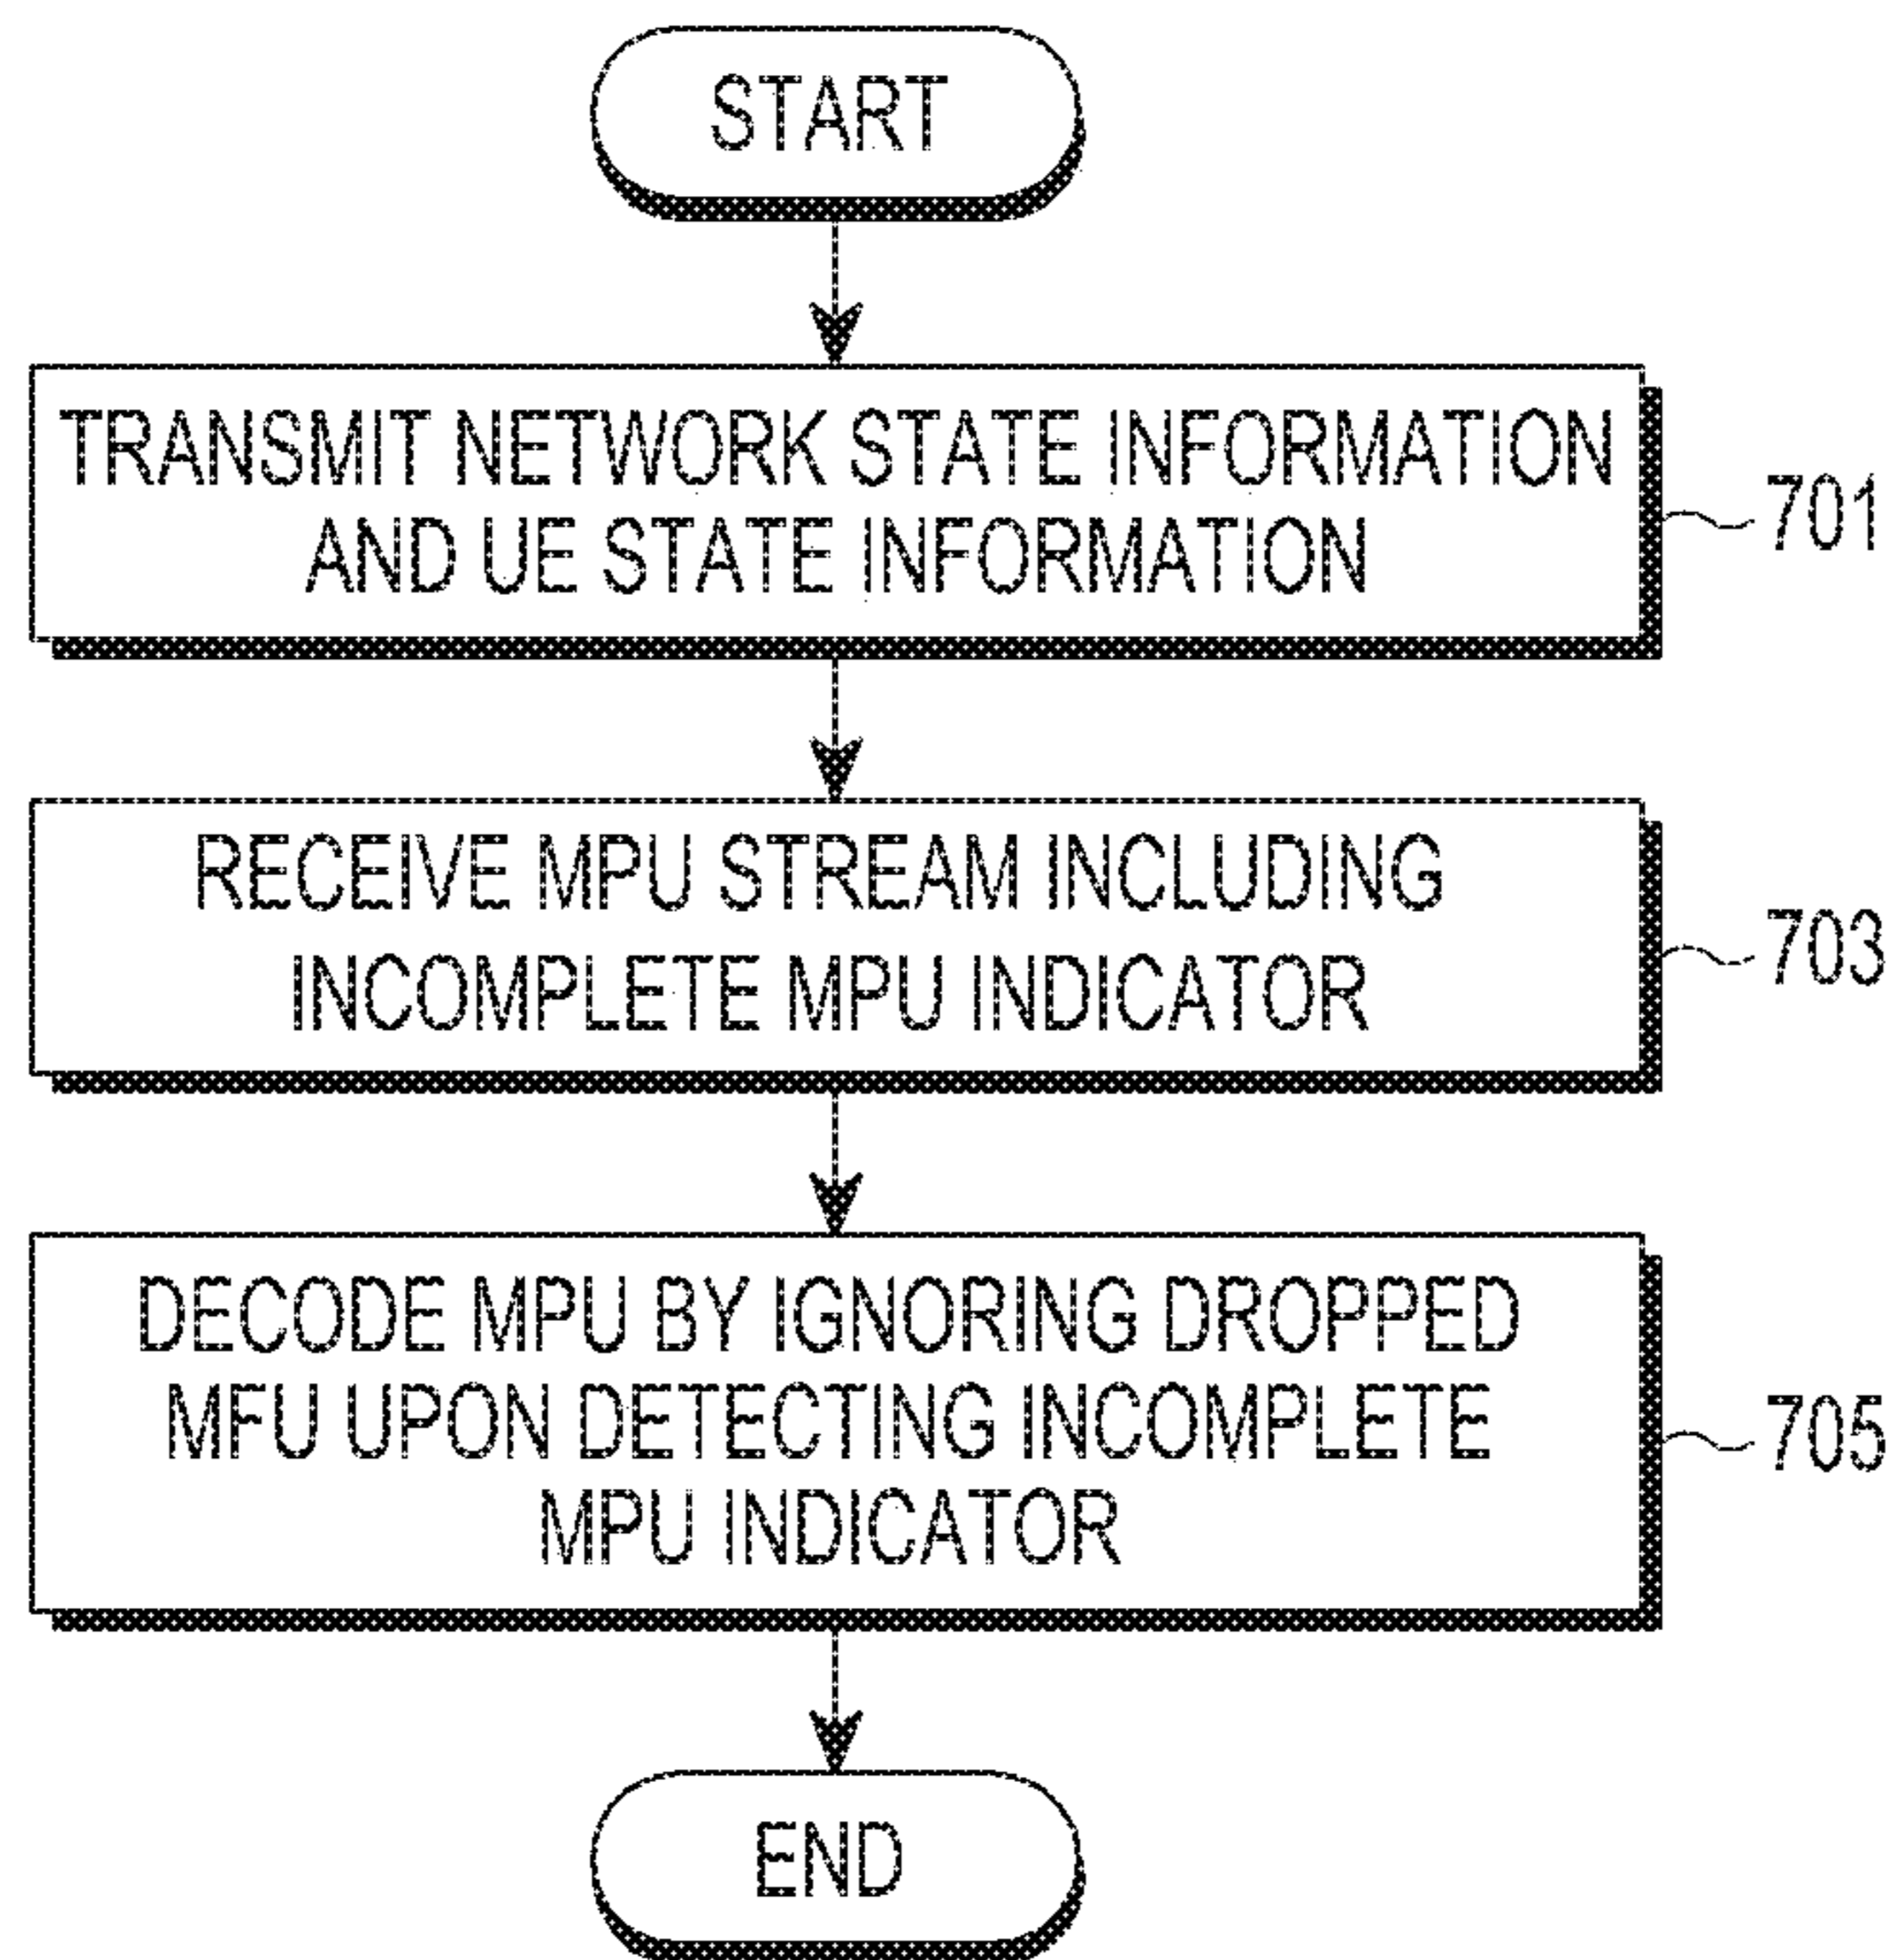 START
TRANSMIT NETWORK STATE INFORMATION
AND UE STATE INFORMATION
701
RECEIVE MPU STREAM INCLUDING
INCOMPLETE MPU INDICATOR
703
DECODE MPU BY IGNORING DROPPED
MFU UPON DETECTING INCOMPLETE
MPU INDICATOR
705
END